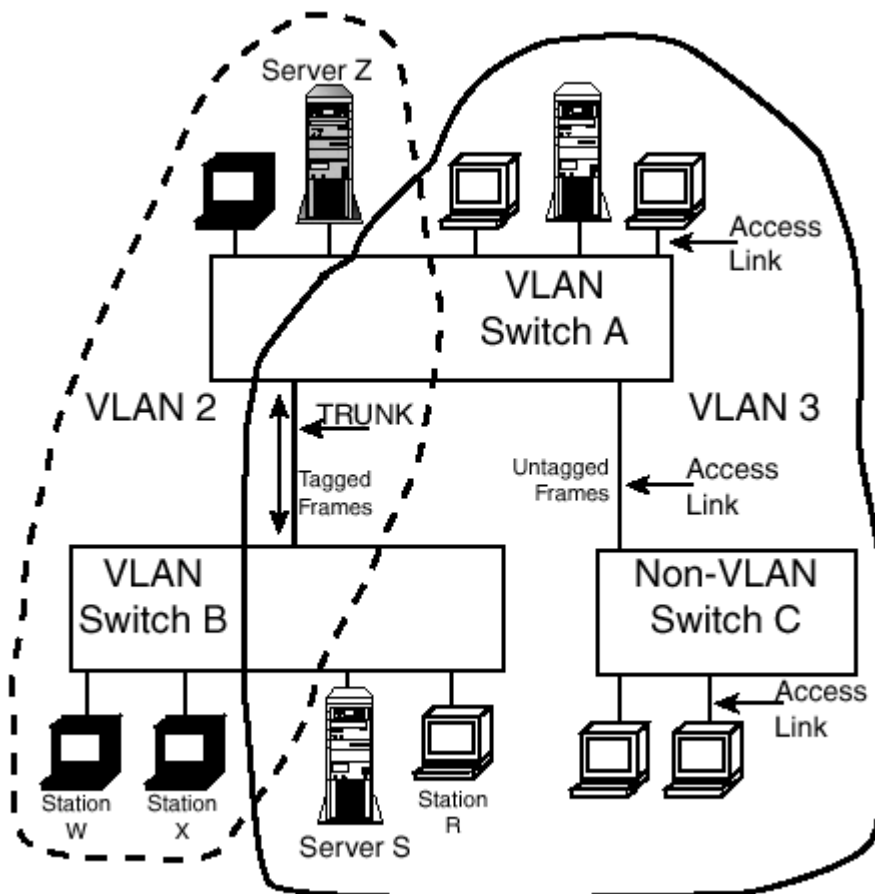 Server Z
Access
Link
VLAN
Switch A
VLAN 2
TRUNK
VLAN 3
Tagged
Frames
Untagged
Frames
Access
Link
VLAN
Switch B
Non-VLAN
Switch C
Access
Link
Station
W
Station
X
Server S
Station
R